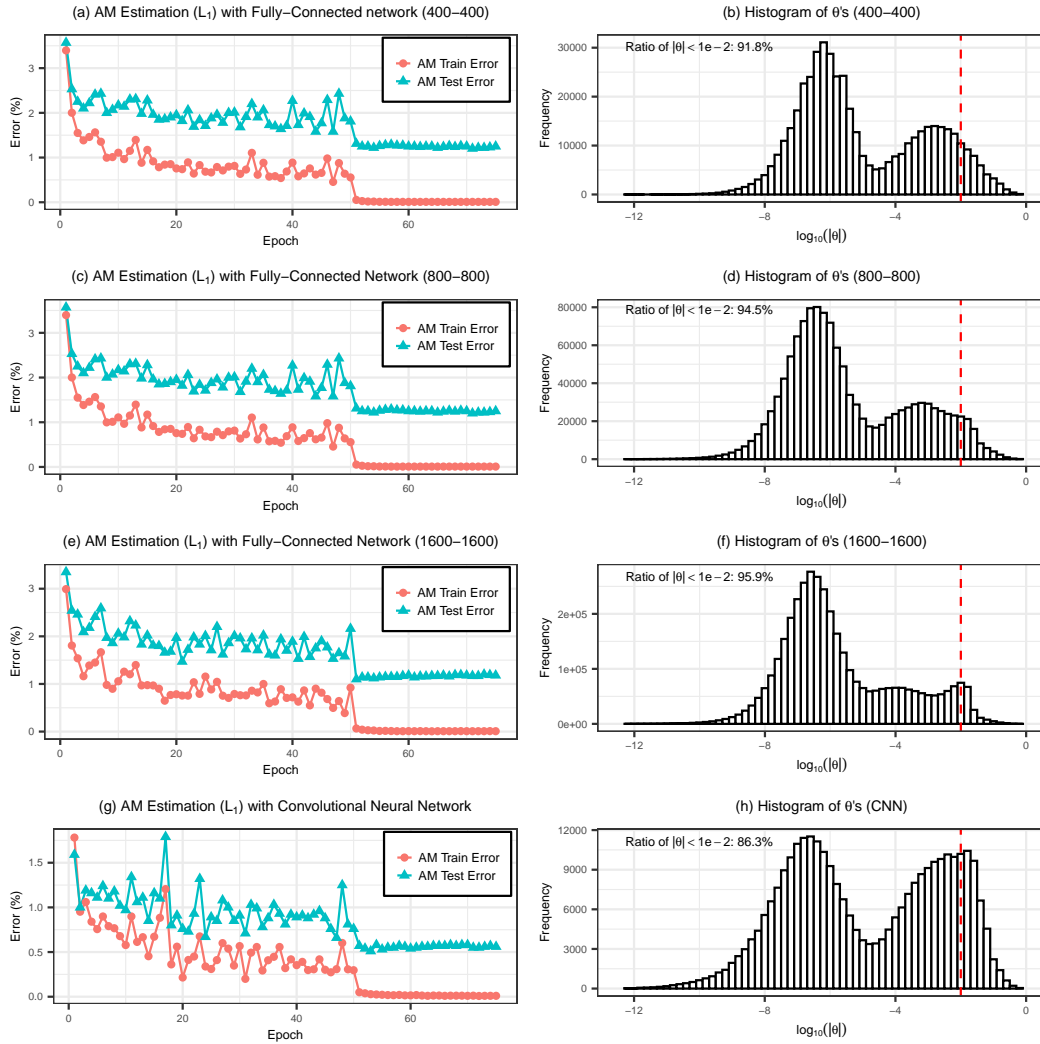 (a) AM Estimation (L₁) with Fully−Connected network (400−400)
Error (%)
3
2
1
0
0
20
40
60
Epoch
AM Train Error
AM Test Error
(b) Histogram of θ's (400−400)
Ratio of |θ| < 1e − 2: 91.8%
Frequency
30000
20000
10000
0
−12
−8
−4
0
log₁₀(|θ|)
(c) AM Estimation (L₁) with Fully−Connected Network (800−800)
Error (%)
3
2
1
0
0
20
40
60
Epoch
AM Train Error
AM Test Error
(d) Histogram of θ's (800−800)
Ratio of |θ| < 1e − 2: 94.5%
Frequency
80000
60000
40000
20000
0
−12
−8
−4
0
log₁₀(|θ|)
(e) AM Estimation (L₁) with Fully−Connected Network (1600−1600)
Error (%)
3
2
1
0
0
20
40
60
Epoch
AM Train Error
AM Test Error
(f) Histogram of θ's (1600−1600)
Ratio of |θ| < 1e − 2: 95.9%
Frequency
2e+05
1e+05
0e+00
−12
−8
−4
0
log₁₀(|θ|)
(g) AM Estimation (L₁) with Convolutional Neural Network
Error (%)
1.5
1.0
0.5
0.0
0
20
40
60
Epoch
AM Train Error
AM Test Error
(h) Histogram of θ's (CNN)
Ratio of |θ| < 1e − 2: 86.3%
Frequency
12000
9000
6000
3000
0
−12
−8
−4
0
log₁₀(|θ|)